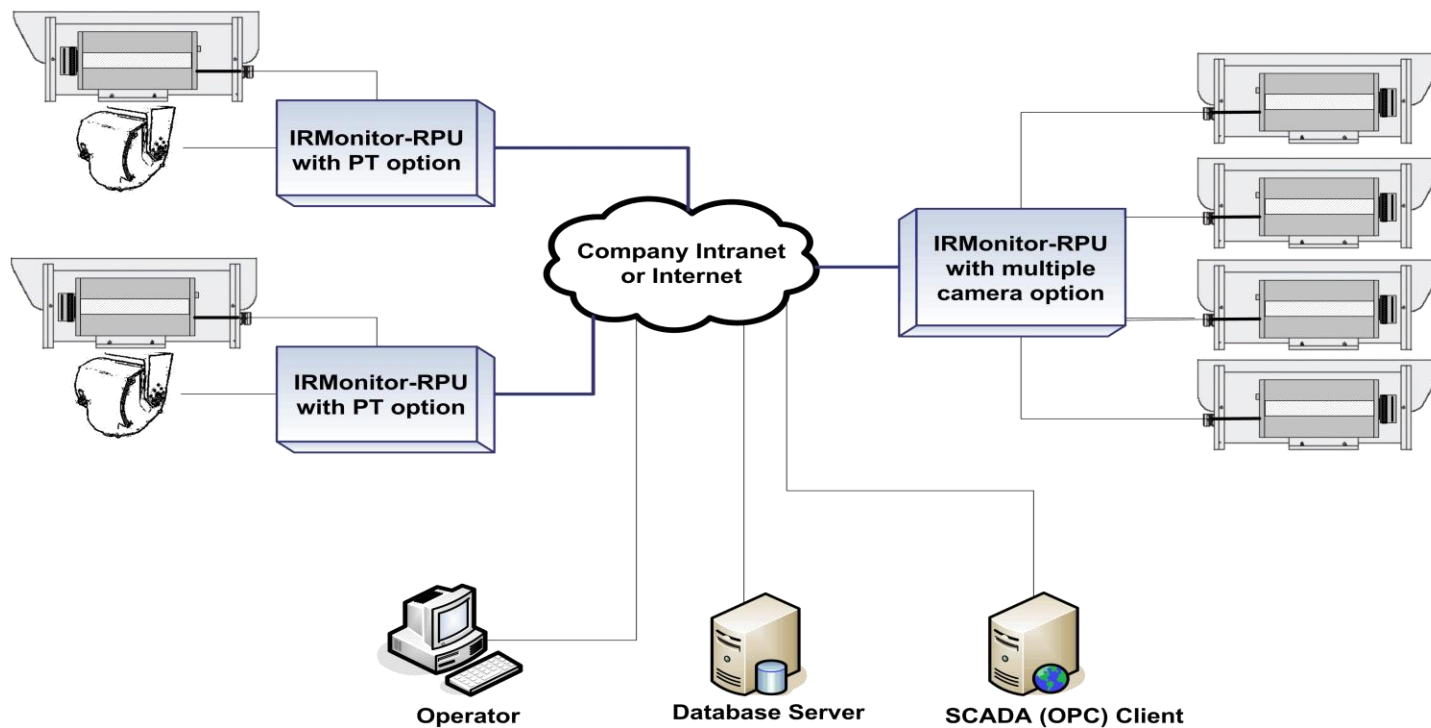 IRMonitor-RPU
with PT option
Company Intranet
or Internet
IRMonitor-RPU
with multiple
camera option
IRMonitor-RPU
with PT option
Operator
Database Server
SCADA (OPC) Client